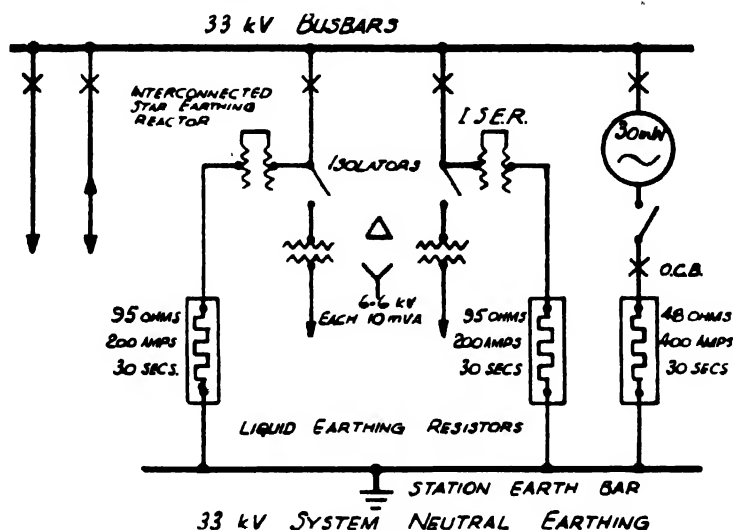 33 kV BUSBARS
INTERCONNECTED
STAR EARTHING
REACTOR
I S.E.R.
30mW
ISOLATORS
O.C.B.
6·6 kV
EACH 10 MVA
95 OHMS
200 AMPS
30 SECS.
95 OHMS
200 AMPS
30 SECS
48 OHMS
400 AMPS
30 SECS
LIQUID EARTHING RESISTORS
STATION EARTH BAR
33 kV SYSTEM NEUTRAL EARTHING